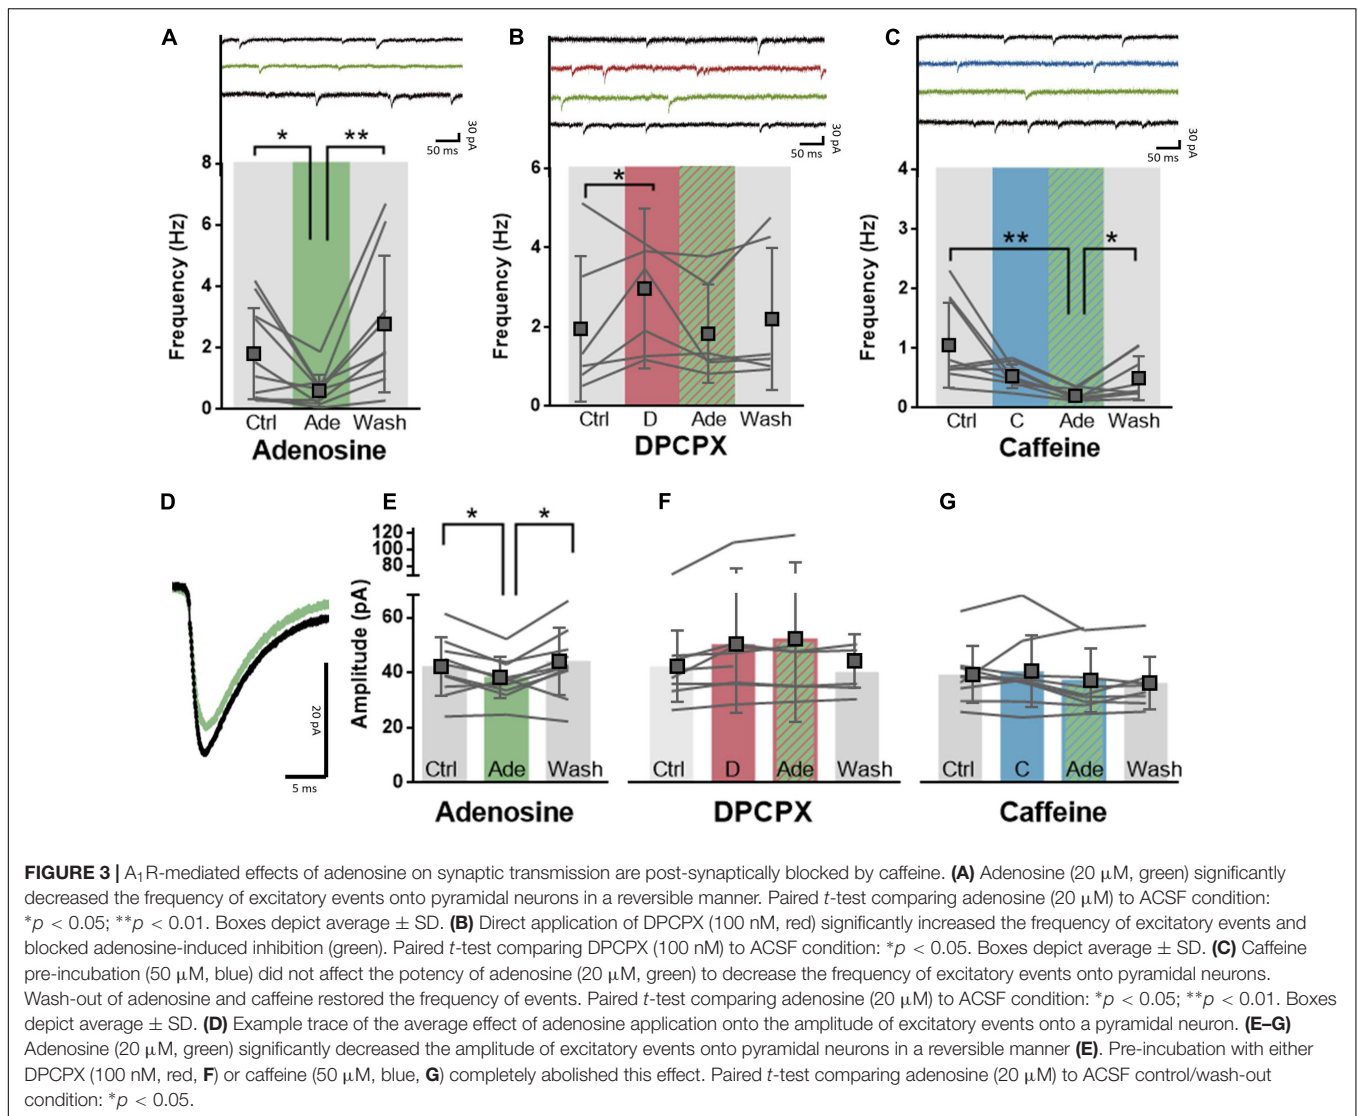 A
B
C
30 pA
50 ms
30 pA
50 ms
30 pA
50 ms
* **
8
6
4
2
0
Frequency (Hz)
Ctrl Ade Wash
Adenosine
*
6
4
2
0
Frequency (Hz)
Ctrl D Ade Wash
DPCPX
** *
4
3
2
1
0
Frequency (Hz)
Ctrl C Ade Wash
Caffeine
D
20 pA
5 ms
E
* *
120
100
80
60
40
20
0
Amplitude (pA)
Ctrl Ade Wash
Adenosine
F
Ctrl D Ade Wash
DPCPX
G
Ctrl C Ade Wash
Caffeine
FIGURE 3 | A₁R-mediated effects of adenosine on synaptic transmission are post-synaptically blocked by caffeine. (A) Adenosine (20 μM, green) significantly
decreased the frequency of excitatory events onto pyramidal neurons in a reversible manner. Paired t-test comparing adenosine (20 μM) to ACSF condition:
*p < 0.05; **p < 0.01. Boxes depict average ± SD. (B) Direct application of DPCPX (100 nM, red) significantly increased the frequency of excitatory events and
blocked adenosine-induced inhibition (green). Paired t-test comparing DPCPX (100 nM) to ACSF condition: *p < 0.05. Boxes depict average ± SD. (C) Caffeine
pre-incubation (50 μM, blue) did not affect the potency of adenosine (20 μM, green) to decrease the frequency of excitatory events onto pyramidal neurons.
Wash-out of adenosine and caffeine restored the frequency of events. Paired t-test comparing adenosine (20 μM) to ACSF condition: *p < 0.05; **p < 0.01. Boxes
depict average ± SD. (D) Example trace of the average effect of adenosine application onto the amplitude of excitatory events onto a pyramidal neuron. (E–G)
Adenosine (20 μM, green) significantly decreased the amplitude of excitatory events onto pyramidal neurons in a reversible manner (E). Pre-incubation with either
DPCPX (100 nM, red, F) or caffeine (50 μM, blue, G) completely abolished this effect. Paired t-test comparing adenosine (20 μM) to ACSF control/wash-out
condition: *p < 0.05.